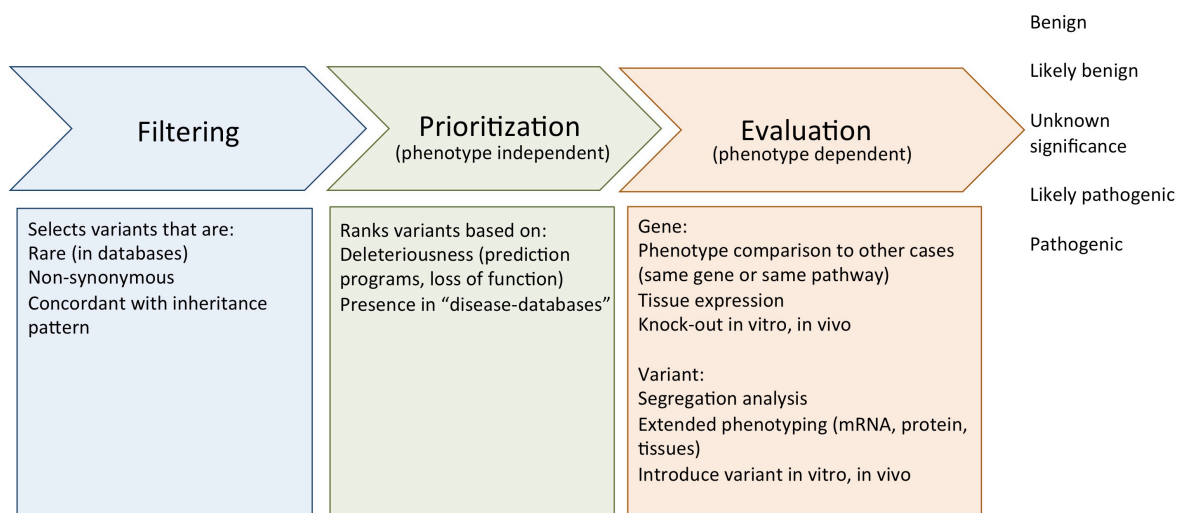 Filtering
Prioritization
(phenotype independent)
Evaluation
(phenotype dependent)
Benign
Likely benign
Unknown
significance
Likely pathogenic
Pathogenic
Selects variants that are:
Rare (in databases)
Non-synonymous
Concordant with inheritance
pattern
Ranks variants based on:
Deleteriousness (prediction
programs, loss of function)
Presence in “disease-databases”
Gene:
Phenotype comparison to other cases
(same gene or same pathway)
Tissue expression
Knock-out in vitro, in vivo
Variant:
Segregation analysis
Extended phenotyping (mRNA, protein,
tissues)
Introduce variant in vitro, in vivo